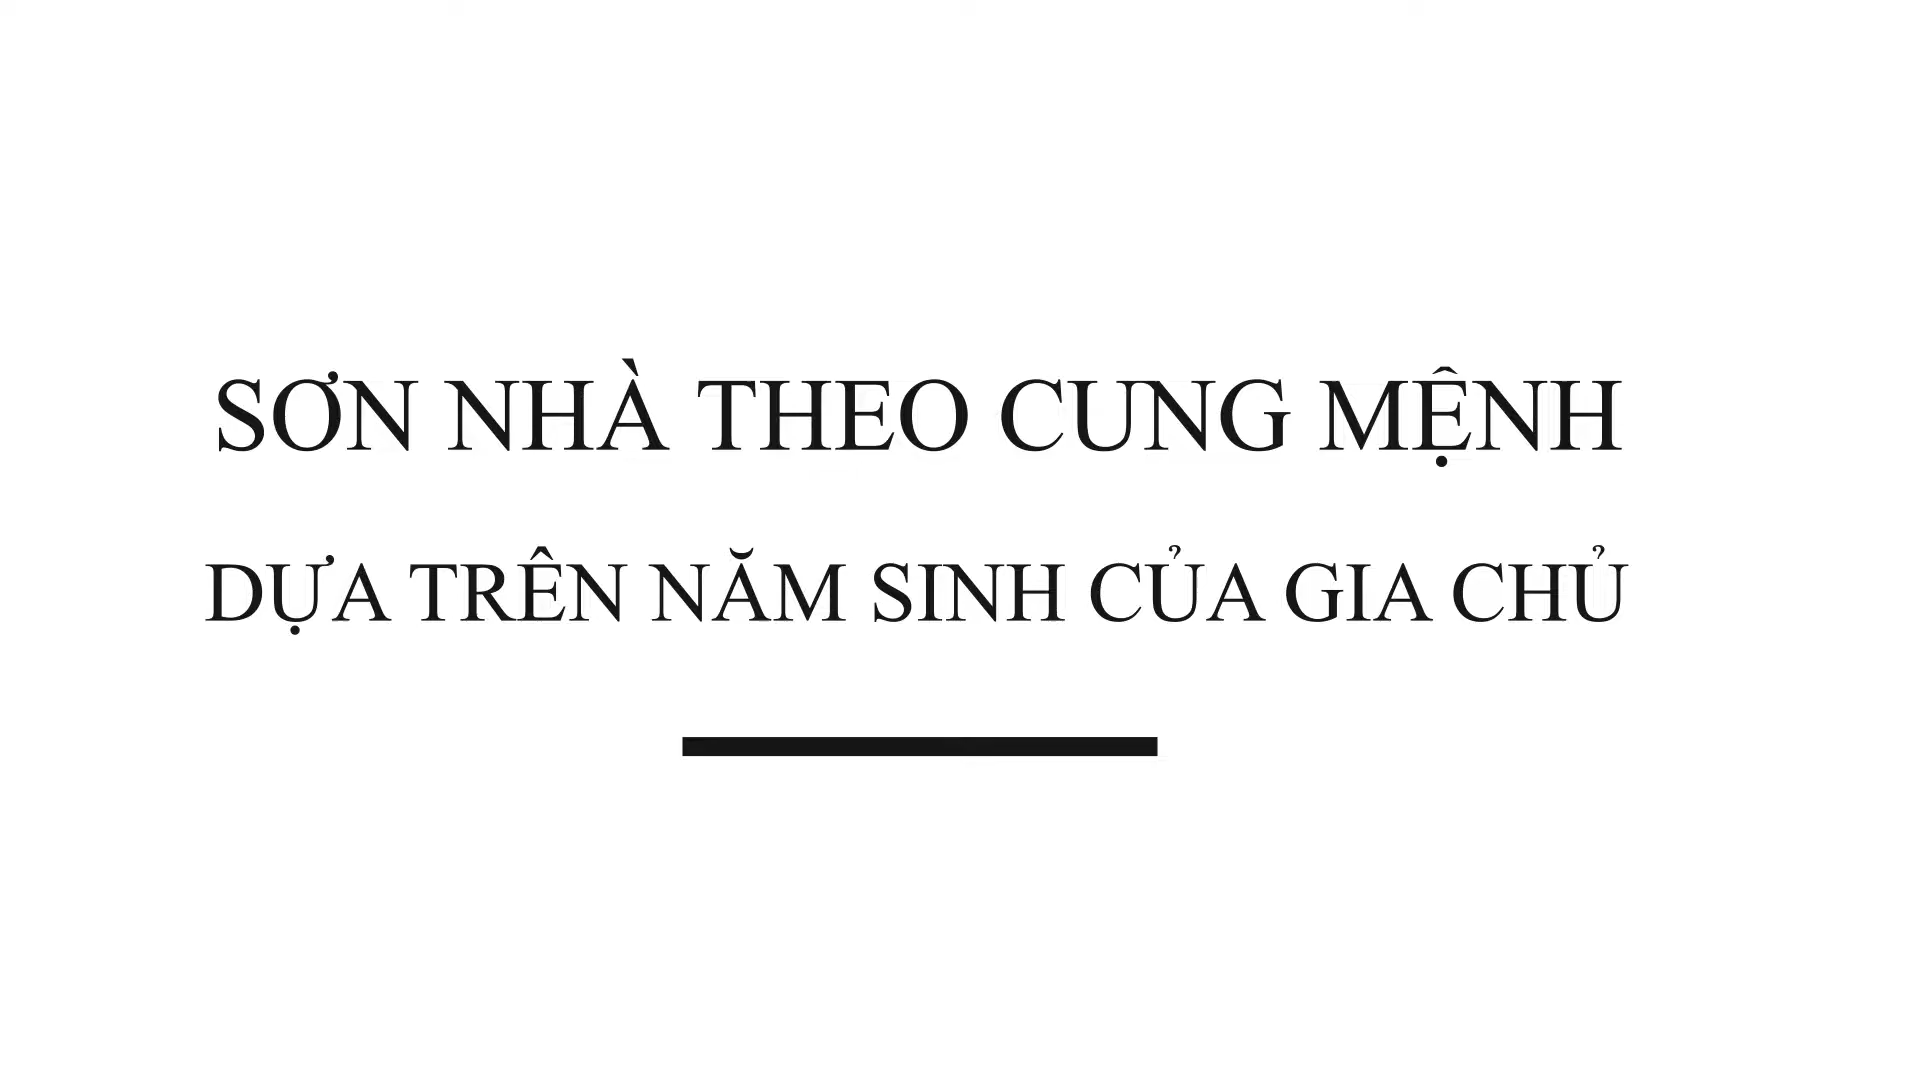 SƠN NHÀ THEO CUNG MỆNH
DỰA TRÊN NĂM SINH CỦA GIA CHỦ